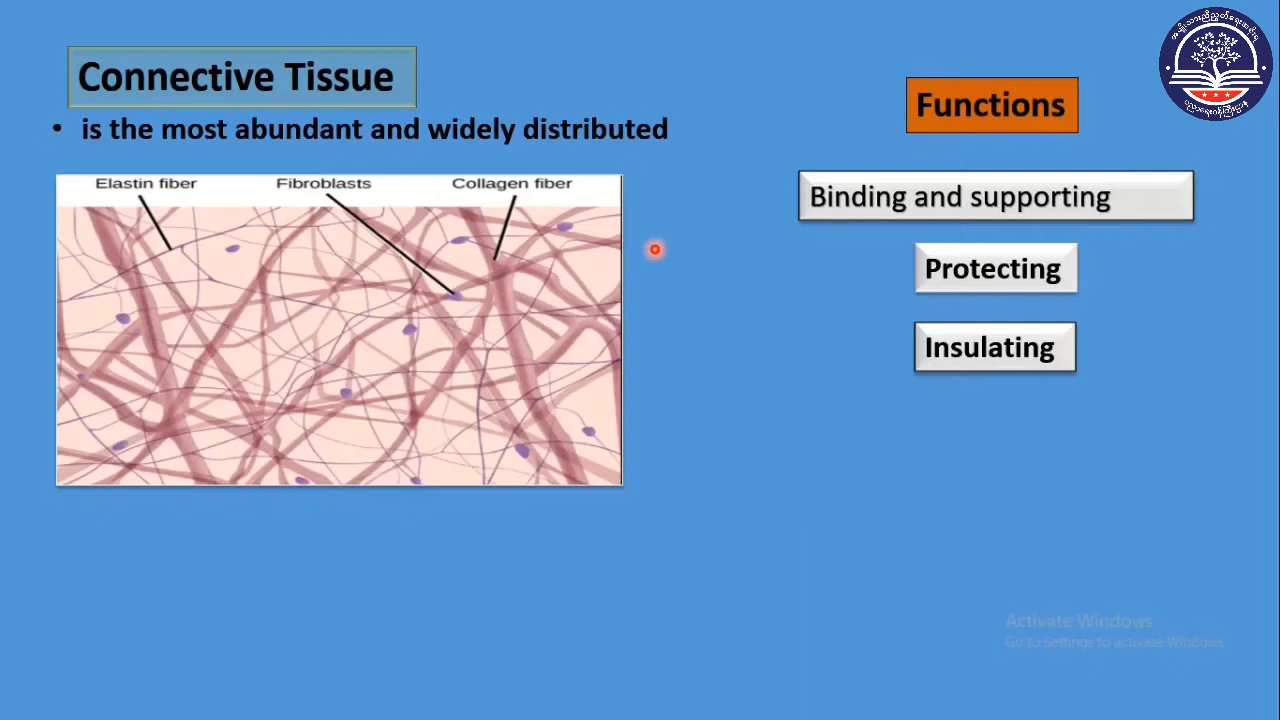 Connective Tissue
• is the most abundant and widely distributed
Elastin fiber
Fibroblasts
Collagen fiber
Functions
Binding and supporting
Protecting
Insulating
Activate Windows
Go to Settings to activate Windows.